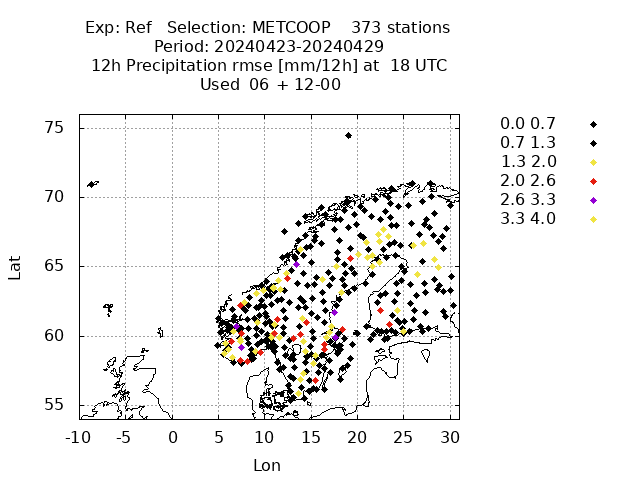 Exp: Ref Selection: METCOOP 373 stations
Period: 20240423-20240429
12h Precipitation rmse [mm/12h] at 18 UTC
Used 06 + 12-00
0.0 0.7
0.7 1.3
1.3 2.0
2.0 2.6
2.6 3.3
3.3 4.0
75
70
65
60
55
Lat
-10 -5 0 5 10 15 20 25 30
Lon